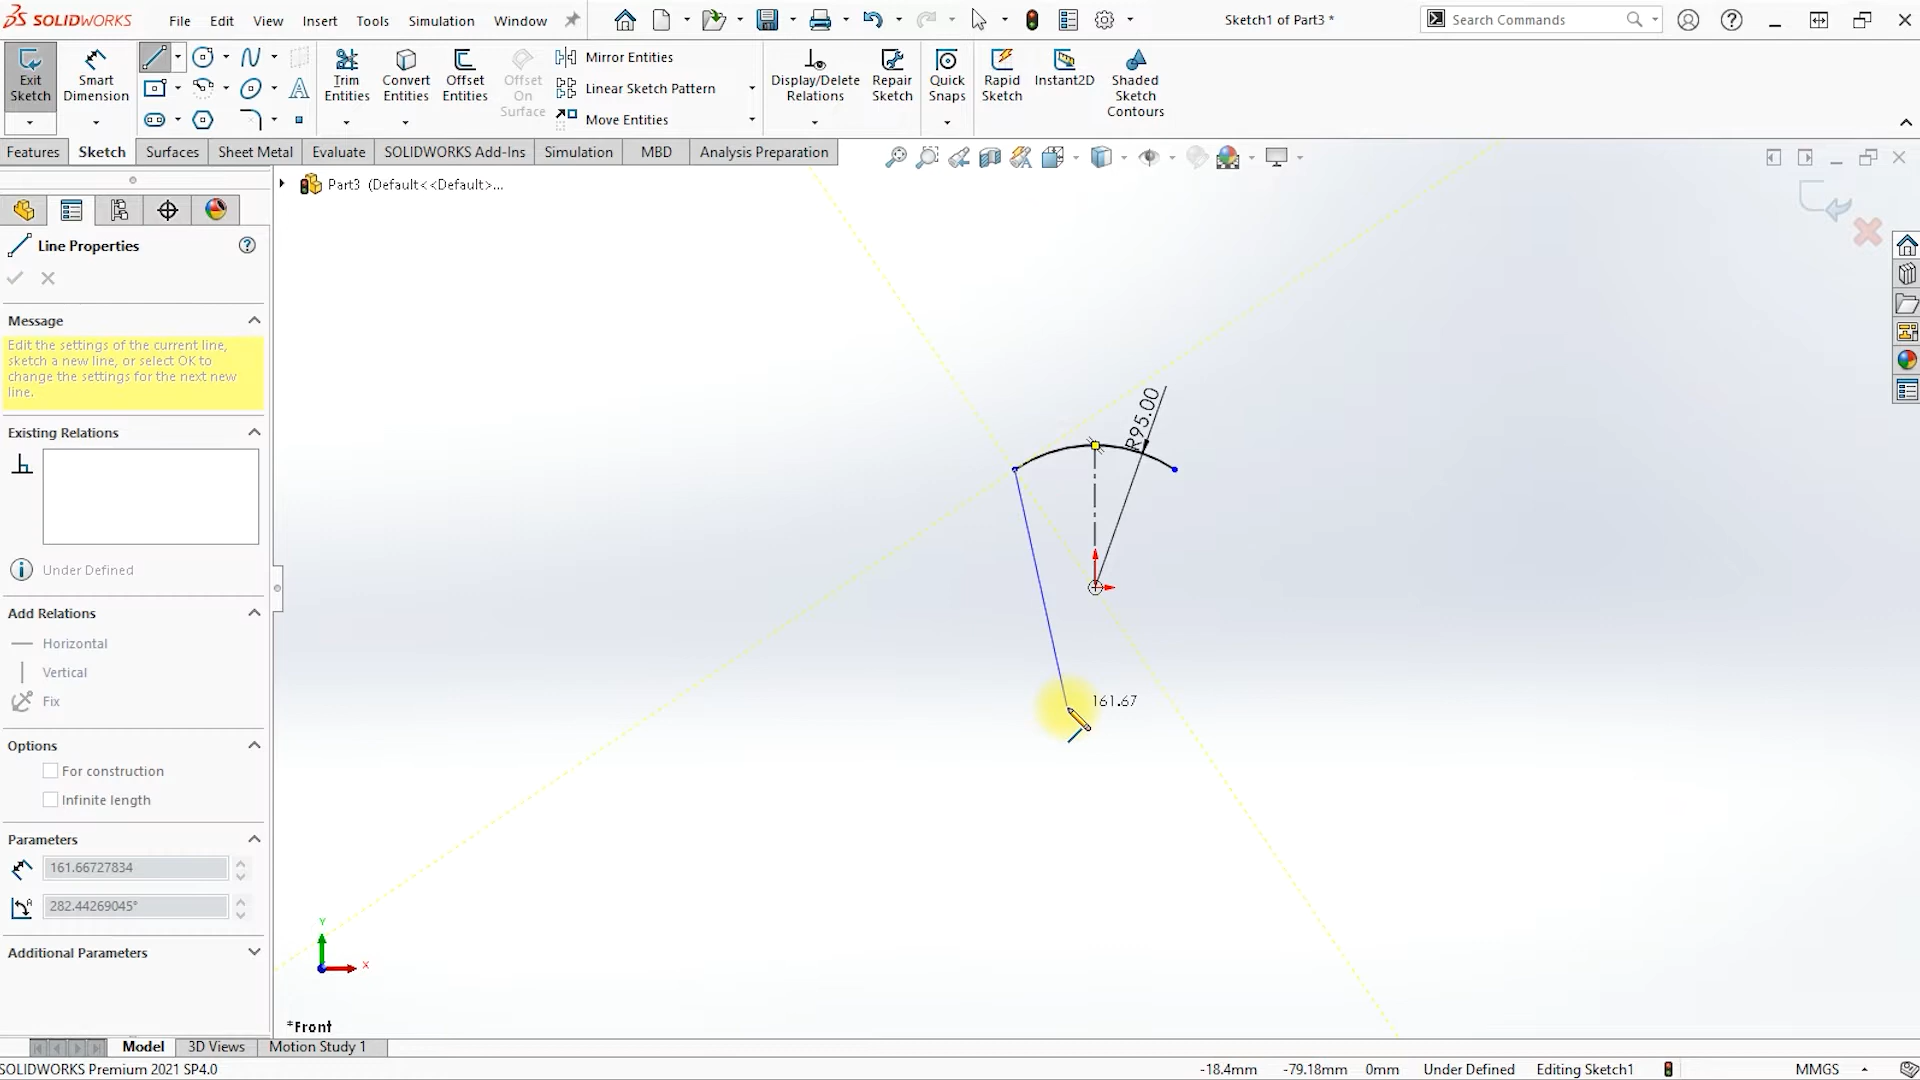 SOLIDWORKS File Edit View Insert Tools Simulation Window Sketch1 of Part3 * Search Commands
Exit Sketch
Smart Dimension
Trim Entities
Convert Entities
Offset Entities
Offset On Surface
Mirror Entities
Linear Sketch Pattern
Move Entities
Display/Delete Relations
Repair Sketch
Quick Snaps
Rapid Sketch
Instant2D
Shaded Sketch Contours
Features Sketch Surfaces Sheet Metal Evaluate SOLIDWORKS Add-Ins Simulation MBD Analysis Preparation
Part3 (Default<<Default>...
Line Properties
Message
Edit the settings of the current line,
sketch a new line, or select OK to
change the settings for the next new
line.
Existing Relations
Under Defined
Add Relations
Horizontal
Vertical
Fix
Options
For construction
Infinite length
Parameters
161.66727834
282.44269045°
Additional Parameters
R95.00
161.67
Y
X
*Front
Model 3D Views Motion Study 1
SOLIDWORKS Premium 2021 SP4.0 -18.4mm -79.18mm 0mm Under Defined Editing Sketch1 MMGS